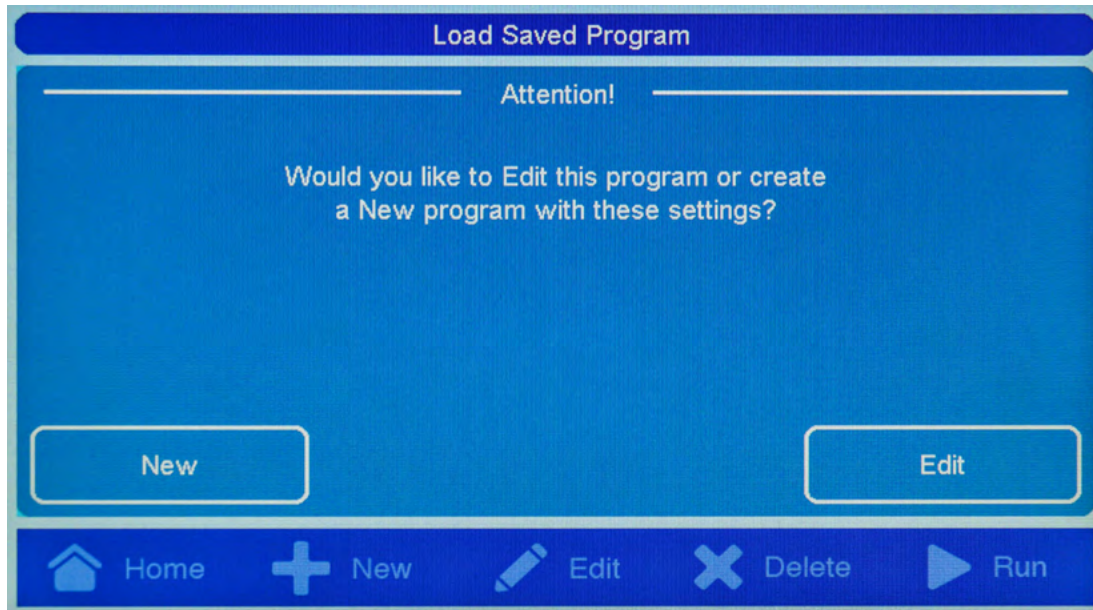 Load Saved Program
Attention!
Would you like to Edit this program or create
a New program with these settings?
New
Edit
Home
New
Edit
Delete
Run